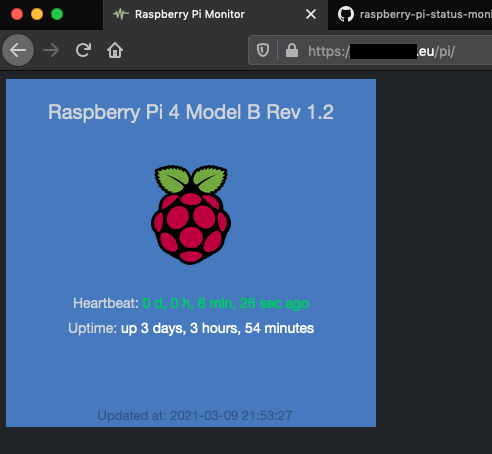 Raspberry Pi Monitor
raspberry-pi-status-moni
https://
.eu/pi/
Raspberry Pi 4 Model B Rev 1.2
Heartbeat: 0 d, 0 h, 8 min, 26 sec ago
Uptime: up 3 days, 3 hours, 54 minutes
Updated at: 2021-03-09 21:53:27